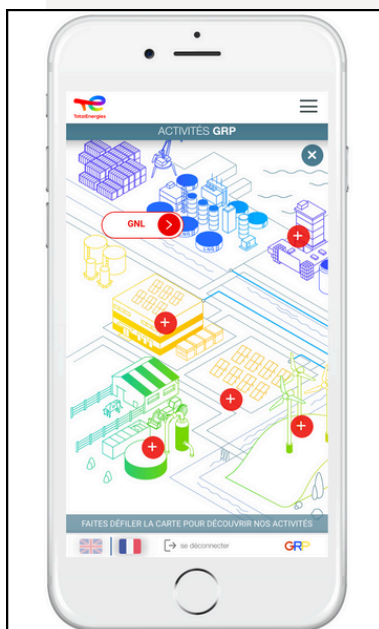 TotalEnergies
ACTIVITÉS GRP
GNL
FAITES DÉFILER LA CARTE POUR DÉCOUVRIR NOS ACTIVITÉS
se déconnecter
GRP